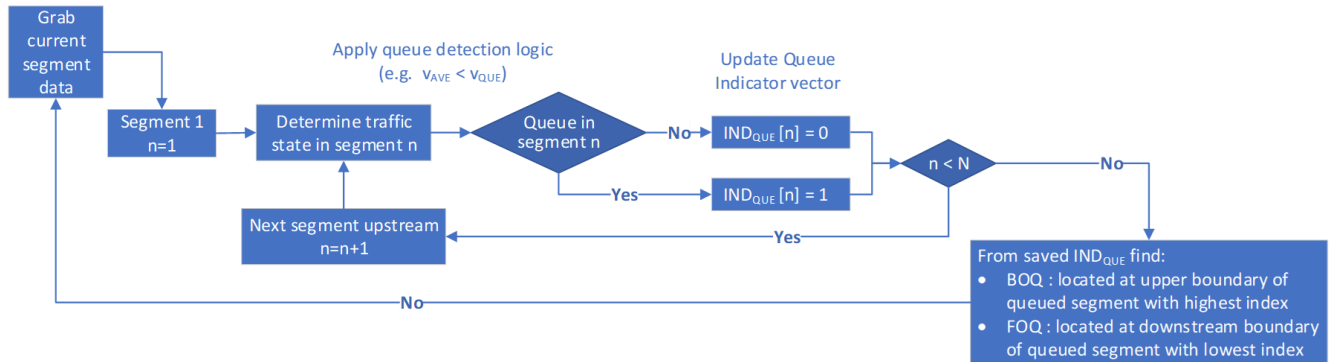 Grab
current
segment
data
Segment 1
n=1
Apply queue detection logic
(e.g. vAVE < vQUE)
Determine traffic
state in segment n
Queue in
segment n
No
Yes
Update Queue
Indicator vector
INDQUE [n] = 0
INDQUE [n] = 1
n < N
No
Yes
Next segment upstream
n=n+1
From saved INDQUE find:
• BOQ : located at upper boundary of
queued segment with highest index
• FOQ : located at downstream boundary
of queued segment with lowest index
No